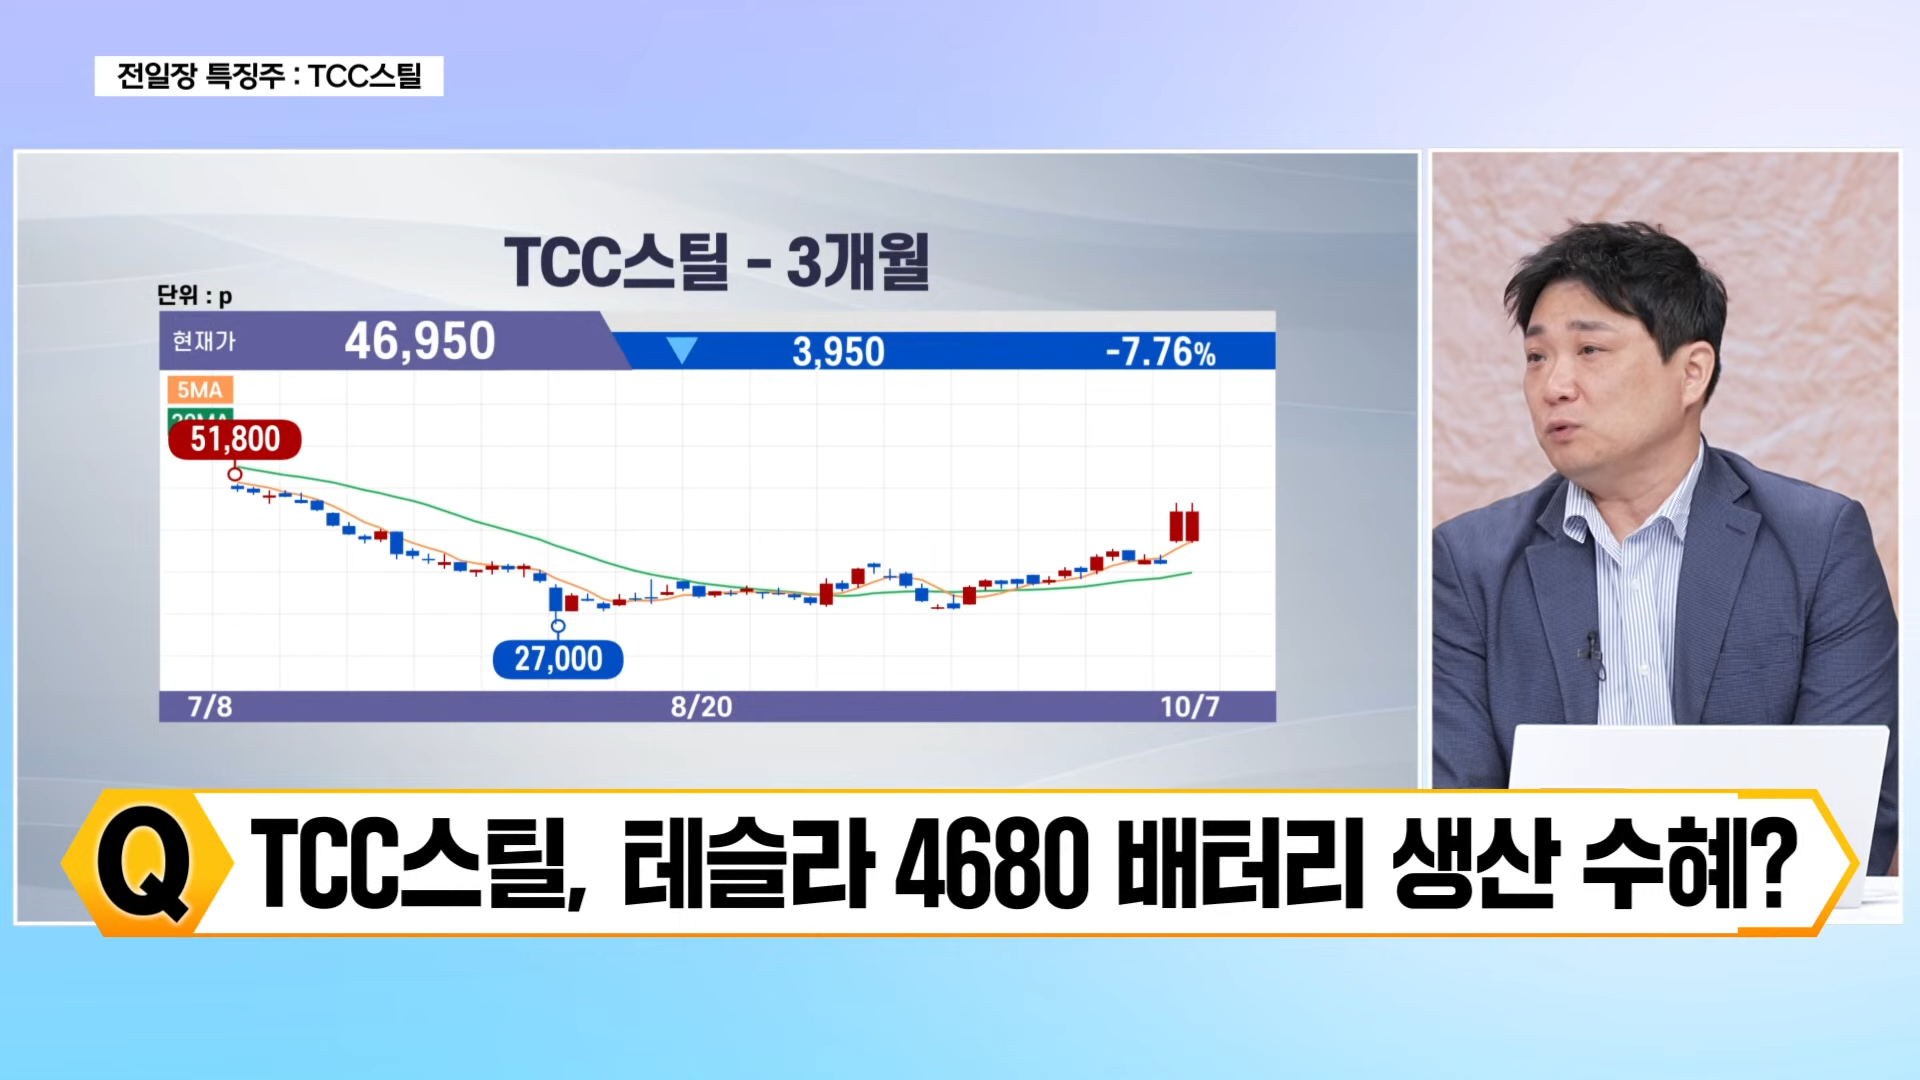 전일장 특징주 : TCC스틸
TCC스틸 - 3개월
단위 : p
현재가 46,950 ▼ 3,950 -7.76%
5MA
51,800
27,000
7/8 8/20 10/7
Q TCC스틸, 테슬라 4680 배터리 생산 수혜?